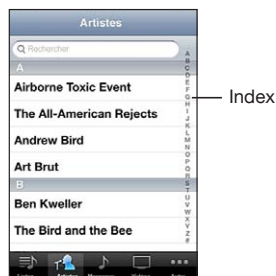 Artistes
Rechercher
A
Airborne Toxic Event
The All-American Rejects
Andrew Bird
Art Brut
B
Ben Kweller
The Bird and the Bee
A
B
C
D
E
F
G
H
I
J
K
L
M
N
O
P
Q
R
S
T
U
V
W
X
Y
Z
#
Index
Artistes